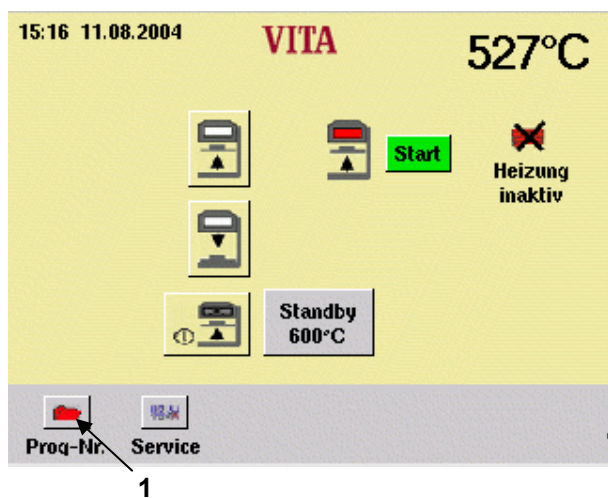 15:16 11.08.2004
VITA
527°C
Start
Heizung
inaktiv
Standby
600°C
Prog-Nr.
Service
1